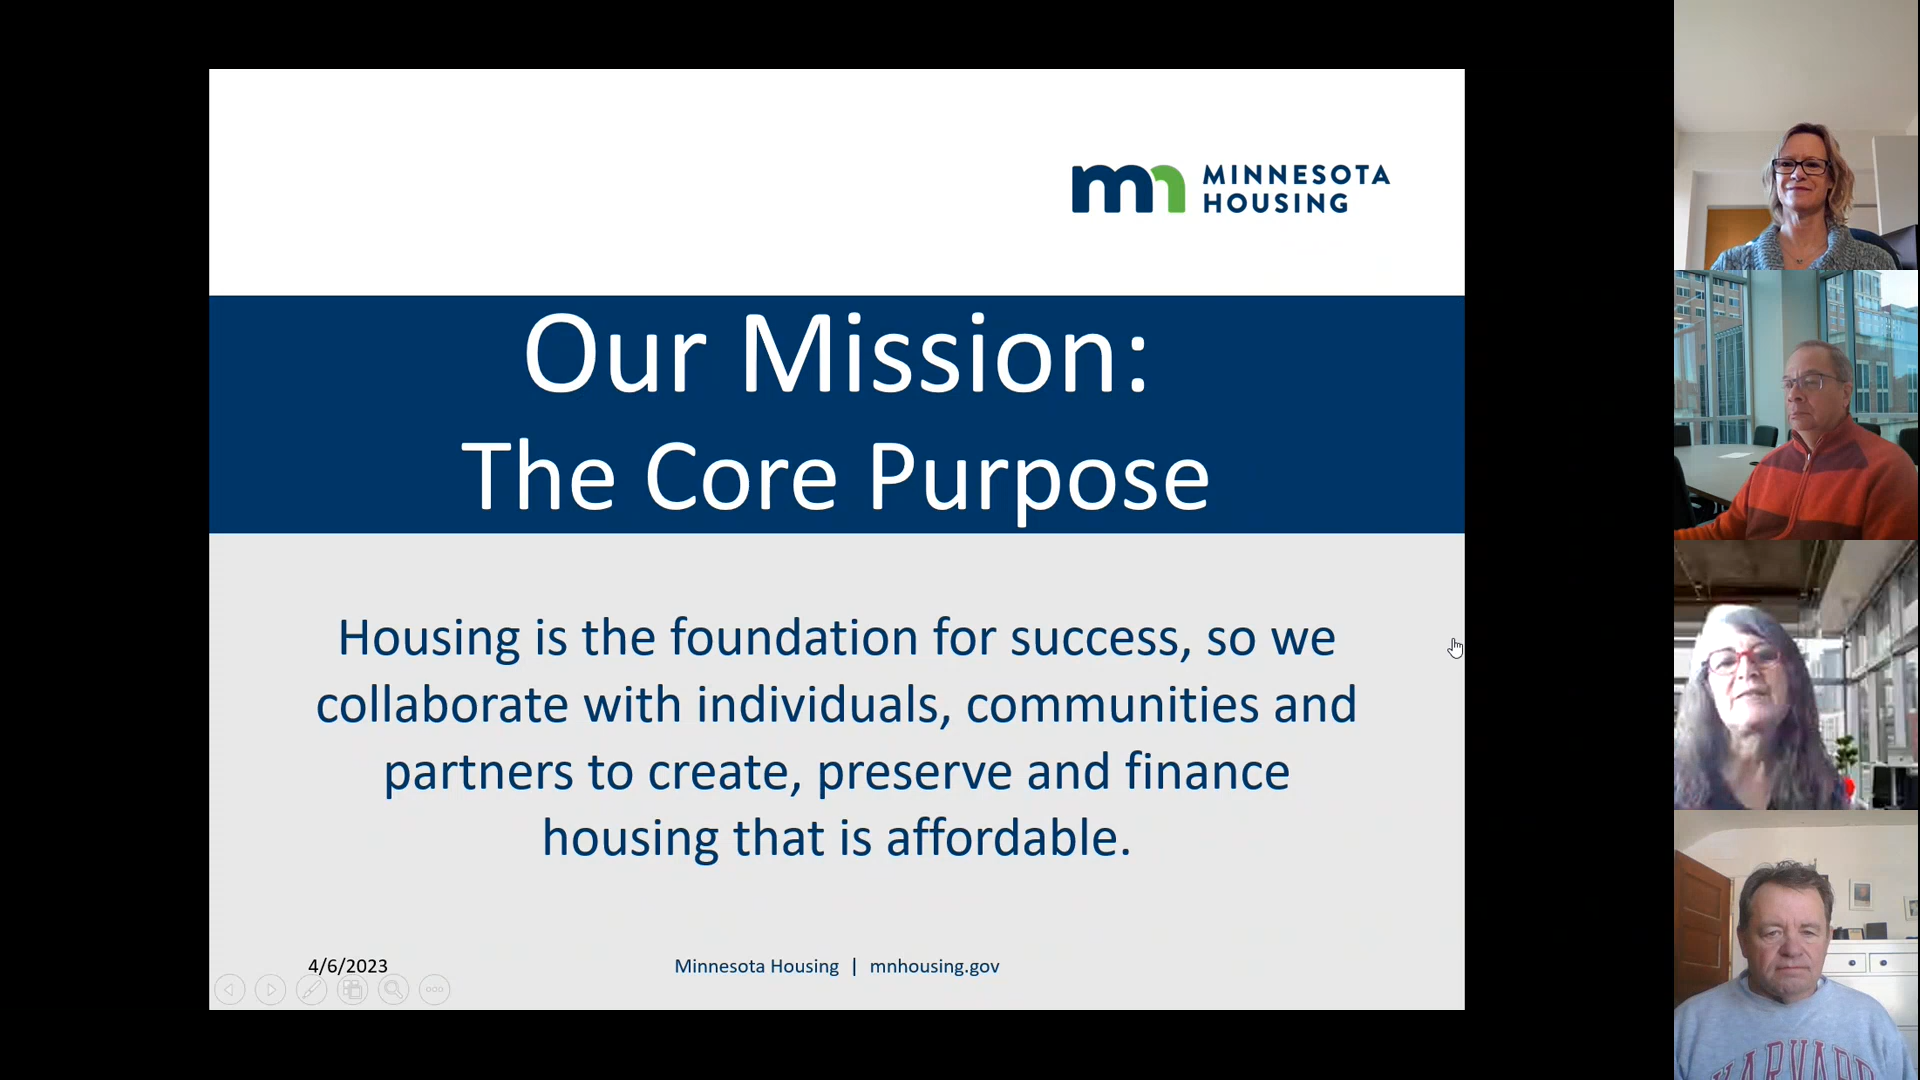 MINNESOTA
HOUSING
Our Mission:
The Core Purpose
Housing is the foundation for success, so we
collaborate with individuals, communities and
partners to create, preserve and finance
housing that is affordable.
4/6/2023
Minnesota Housing | mnhousing.gov
HARVARD